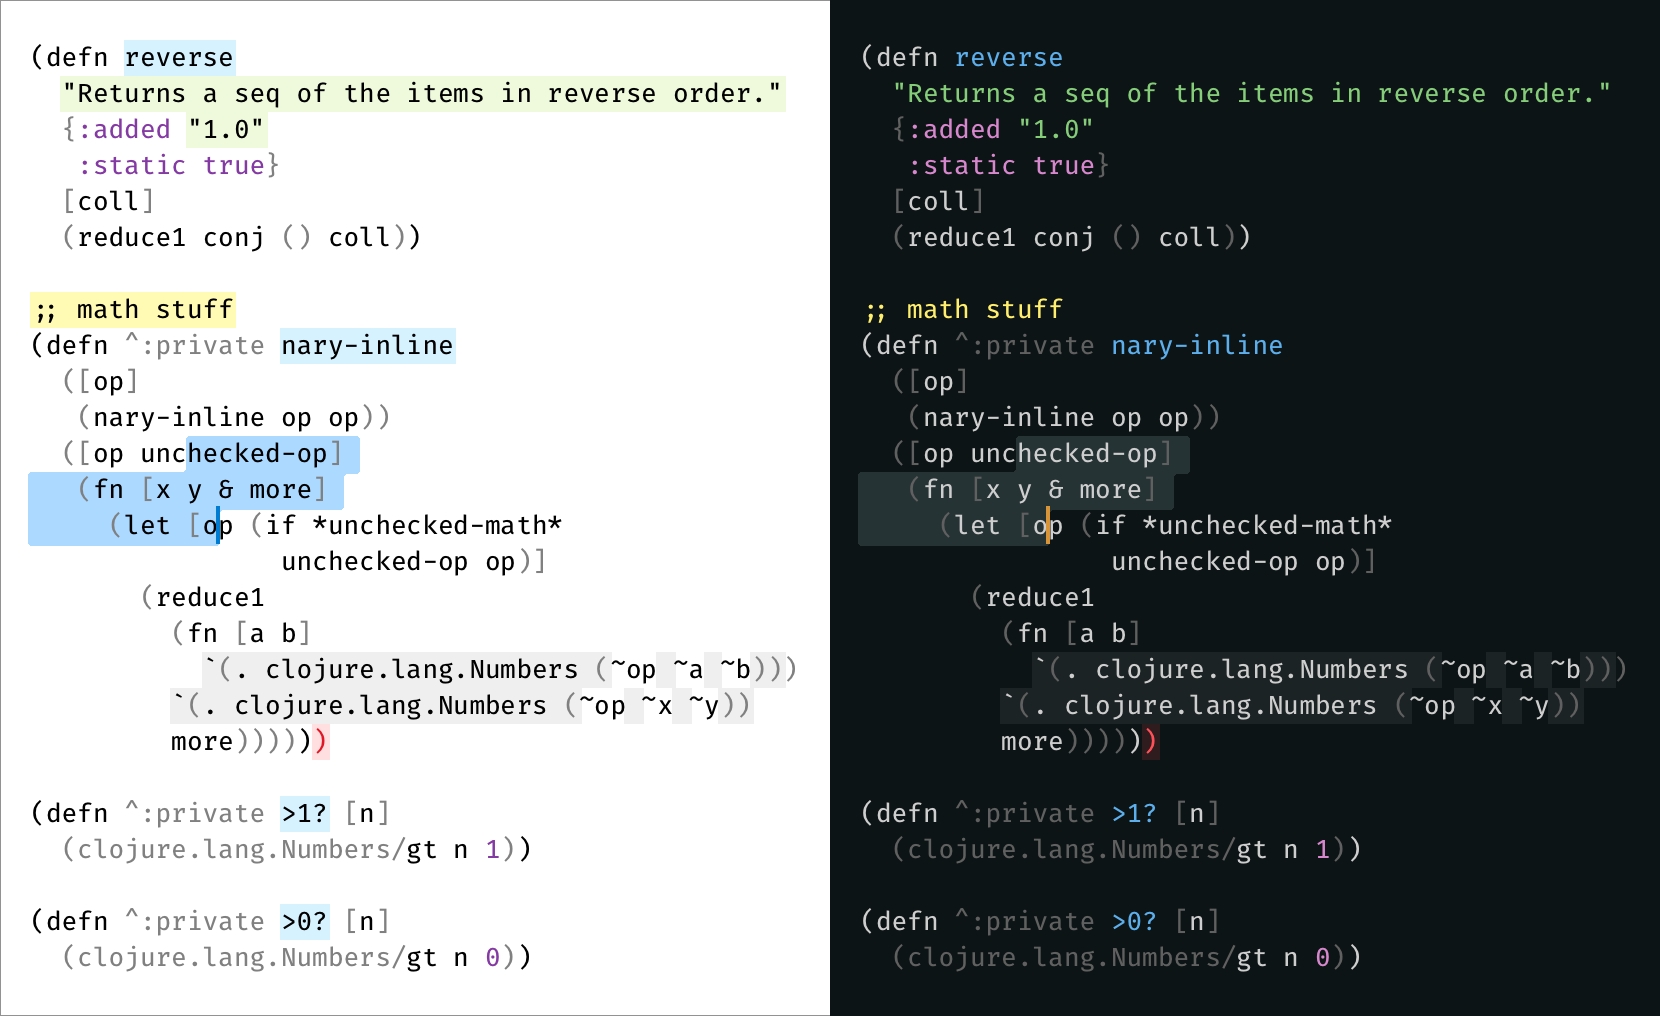 (defn reverse
  "Returns a seq of the items in reverse order."
  {:added "1.0"
   :static true}
  [coll]
  (reduce1 conj () coll))

;; math stuff
(defn ^:private nary-inline
  ([op]
   (nary-inline op op))
  ([op unchecked-op]
   (fn [x y & more]
     (let [op (if *unchecked-math*
                unchecked-op op)]
       (reduce1
         (fn [a b]
           `(. clojure.lang.Numbers (~op ~a ~b)))
         `(. clojure.lang.Numbers (~op ~x ~y))
         more))))))

(defn ^:private >1? [n]
  (clojure.lang.Numbers/gt n 1))

(defn ^:private >0? [n]
  (clojure.lang.Numbers/gt n 0))

(defn reverse
  "Returns a seq of the items in reverse order."
  {:added "1.0"
   :static true}
  [coll]
  (reduce1 conj () coll))

;; math stuff
(defn ^:private nary-inline
  ([op]
   (nary-inline op op))
  ([op unchecked-op]
   (fn [x y & more]
     (let [op (if *unchecked-math*
                unchecked-op op)]
       (reduce1
         (fn [a b]
           `(. clojure.lang.Numbers (~op ~a ~b)))
         `(. clojure.lang.Numbers (~op ~x ~y))
         more))))))

(defn ^:private >1? [n]
  (clojure.lang.Numbers/gt n 1))

(defn ^:private >0? [n]
  (clojure.lang.Numbers/gt n 0))